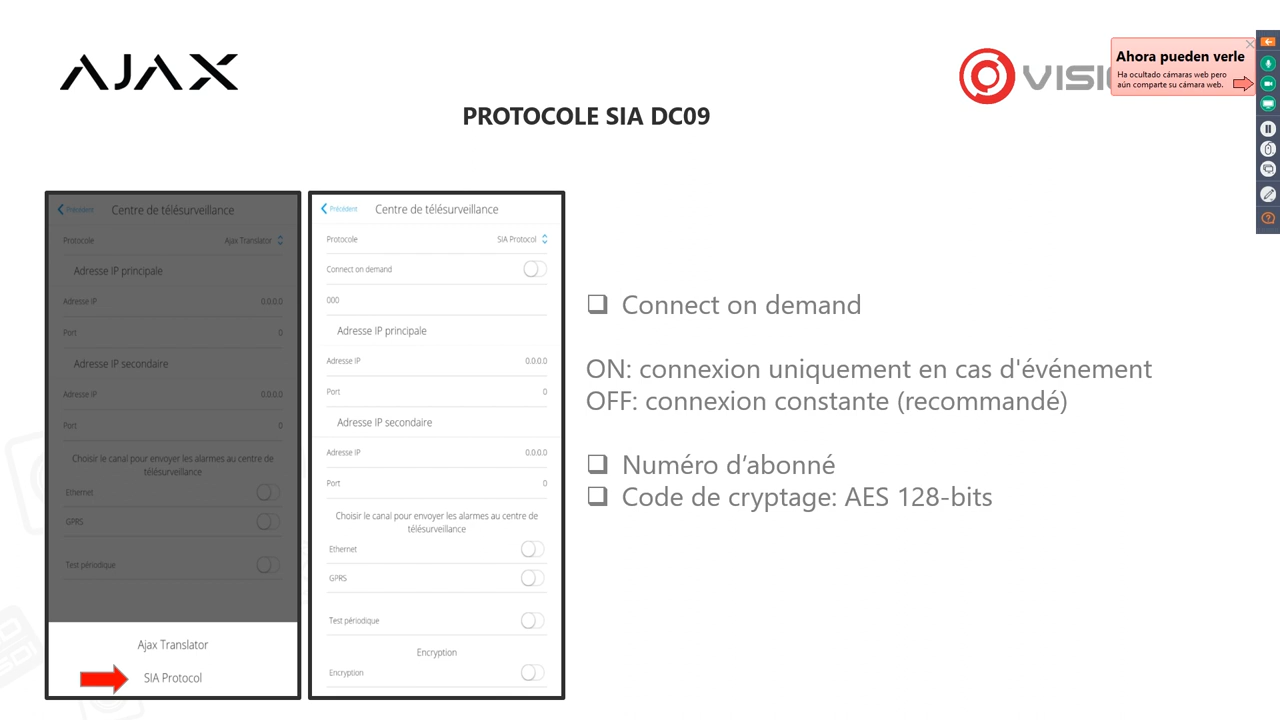 AJAX
VISI
Ahora pueden verle
Ha ocultado cámaras web pero
aún comparte su cámara web.
PROTOCOLE SIA DC09
Précédent
Centre de télésurveillance
Protocole
Ajax Translator
Adresse IP principale
Adresse IP
0.0.0.0
Port
0
Adresse IP secondaire
Adresse IP
0.0.0.0
Port
0
Choisir le canal pour envoyer les alarmes au centre de
télésurveillance
Ethernet
GPRS
Test périodique
Ajax Translator
SIA Protocol
Précédent
Centre de télésurveillance
Protocole
SIA Protocol
Connect on demand
000
Adresse IP principale
Adresse IP
0.0.0.0
Port
0
Adresse IP secondaire
Adresse IP
0.0.0.0
Port
0
Choisir le canal pour envoyer les alarmes au centre de
télésurveillance
Ethernet
GPRS
Test périodique
Encryption
Encryption
Connect on demand
ON: connexion uniquement en cas d'événement
OFF: connexion constante (recommandé)
Numéro d’abonné
Code de cryptage: AES 128-bits